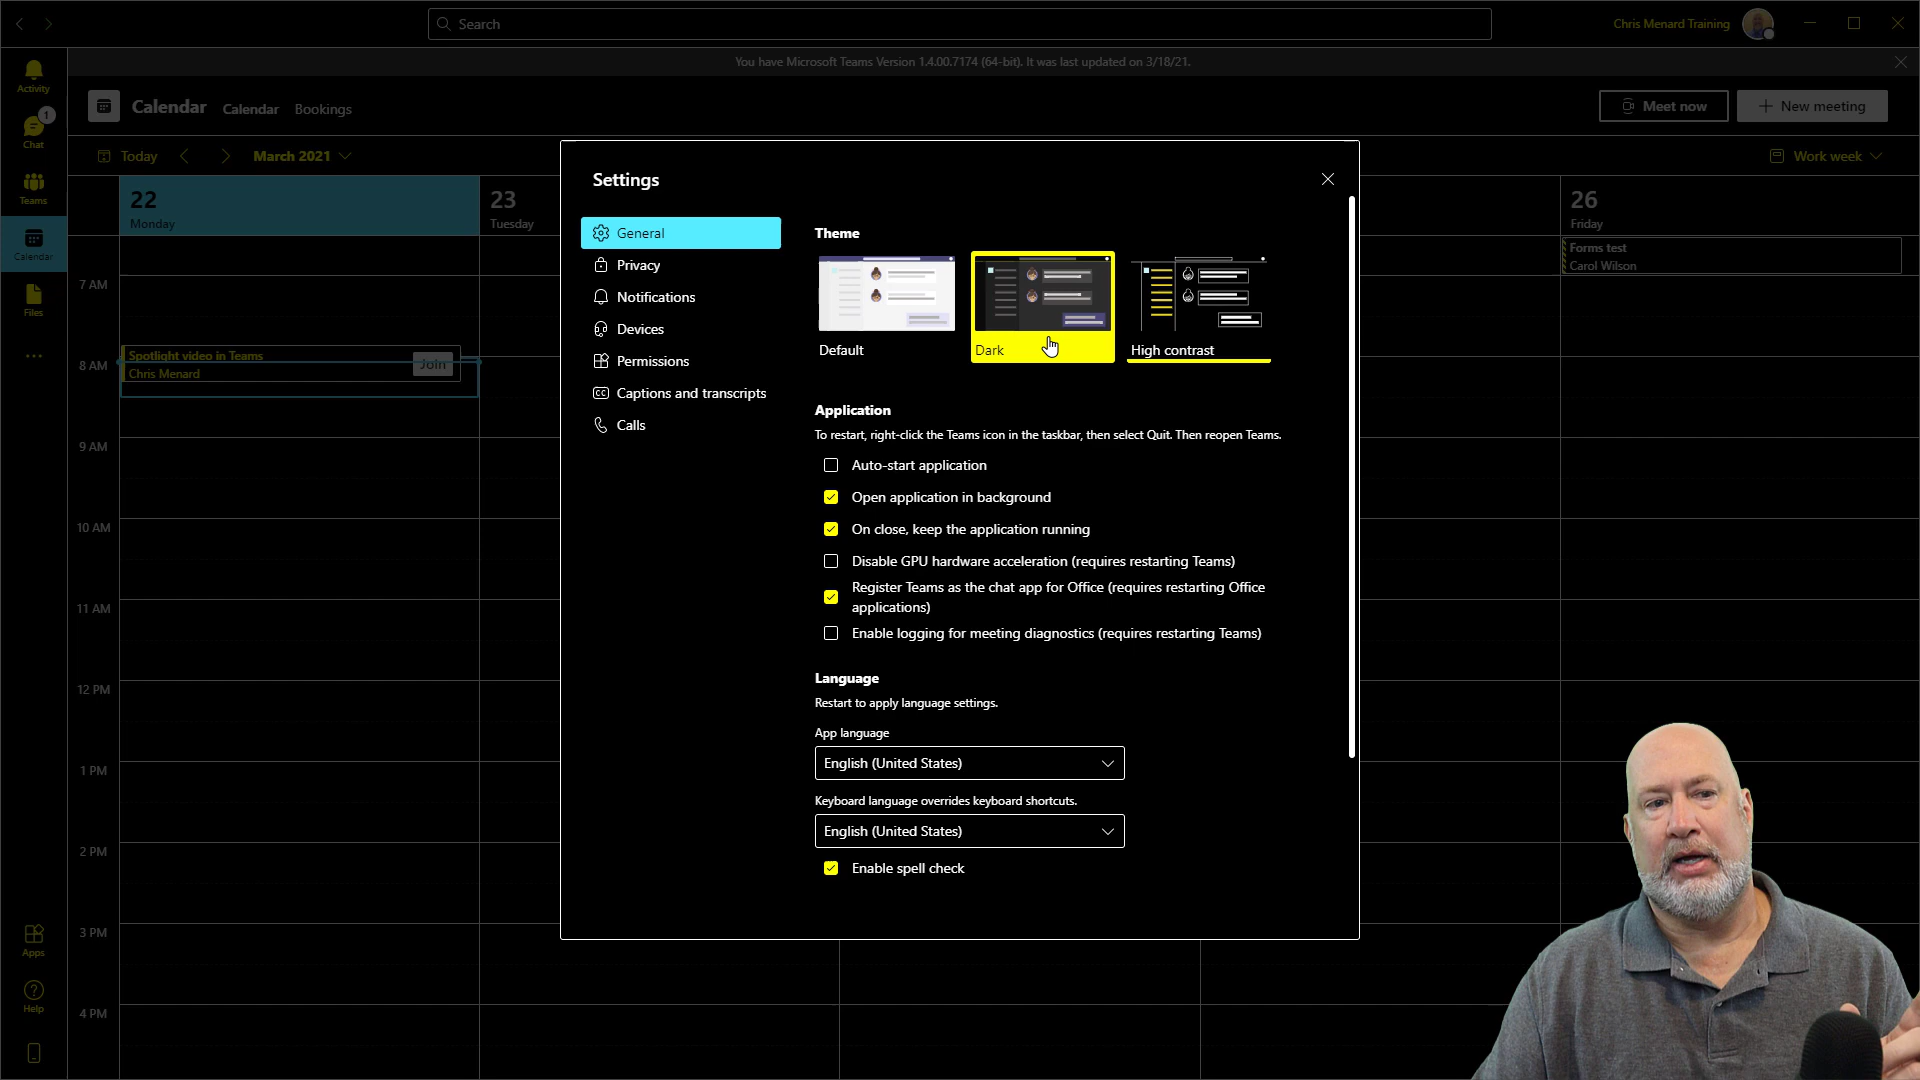 Search
Chris Menard Training
You have Microsoft Teams Version 1.4.00.7174 (64-bit). It was last updated on 3/18/21.
Activity
1
Chat
Teams
Calendar
Files
Apps
Help
Calendar
Calendar
Bookings
Meet now
New meeting
Today
March 2021
Work week
22
Monday
23
Tuesday
26
Friday
Forms test
Carol Wilson
7 AM
8 AM
9 AM
10 AM
11 AM
12 PM
1 PM
2 PM
3 PM
4 PM
Spotlight video in Teams
Chris Menard
Join
Settings
General
Privacy
Notifications
Devices
Permissions
CC
Captions and transcripts
Calls
Theme
Default
Dark
High contrast
Application
To restart, right-click the Teams icon in the taskbar, then select Quit. Then reopen Teams.
Auto-start application
Open application in background
On close, keep the application running
Disable GPU hardware acceleration (requires restarting Teams)
Register Teams as the chat app for Office (requires restarting Office
applications)
Enable logging for meeting diagnostics (requires restarting Teams)
Language
Restart to apply language settings.
App language
English (United States)
Keyboard language overrides keyboard shortcuts.
English (United States)
Enable spell check